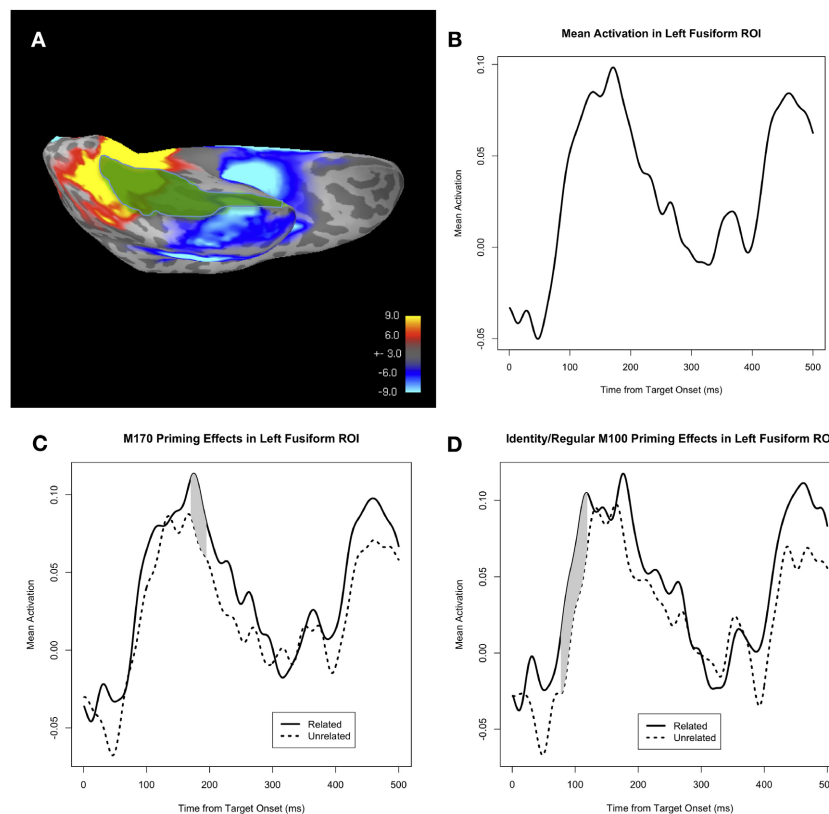 A
9.0
6.0
+- 3.0
-6.0
-9.0
B
Mean Activation in Left Fusiform ROI
Mean Activation
0.10
0.05
0.00
-0.05
0 100 200 300 400 500
Time from Target Onset (ms)
C
M170 Priming Effects in Left Fusiform ROI
Mean Activation
0.10
0.05
0.00
-0.05
Related
Unrelated
0 100 200 300 400 500
Time from Target Onset (ms)
D
Identity/Regular M100 Priming Effects in Left Fusiform RO
Mean Activation
0.10
0.05
0.00
-0.05
Related
Unrelated
0 100 200 300 400 50
Time from Target Onset (ms)